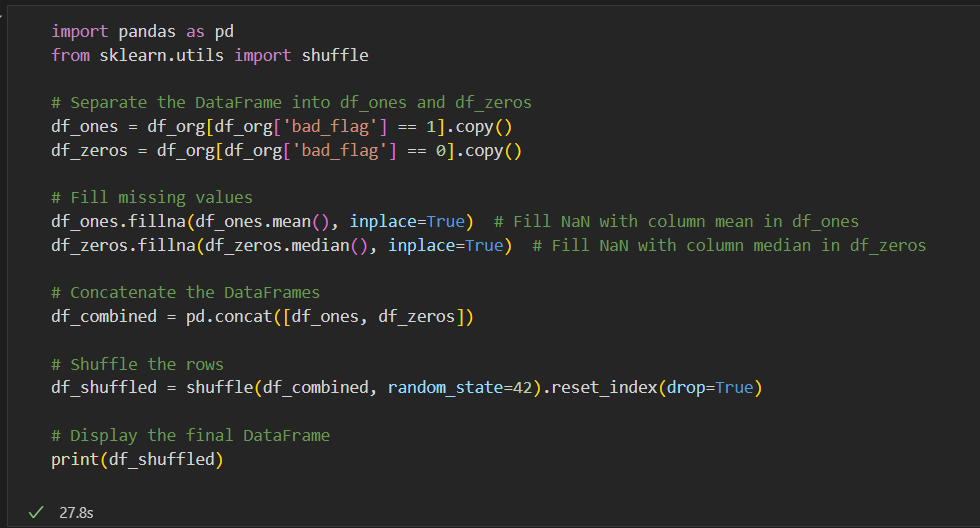 import pandas as pd
from sklearn.utils import shuffle
# Separate the DataFrame into df_ones and df_zeros
df_ones = df_org[df_org['bad_flag'] == 1].copy()
df_zeros = df_org[df_org['bad_flag'] == 0].copy()
# Fill missing values
df_ones.fillna(df_ones.mean(), inplace=True)  # Fill NaN with column mean in df_ones
df_zeros.fillna(df_zeros.median(), inplace=True)  # Fill NaN with column median in df_zeros
# Concatenate the DataFrames
df_combined = pd.concat([df_ones, df_zeros])
# Shuffle the rows
df_shuffled = shuffle(df_combined, random_state=42).reset_index(drop=True)
# Display the final DataFrame
print(df_shuffled)
27.8s